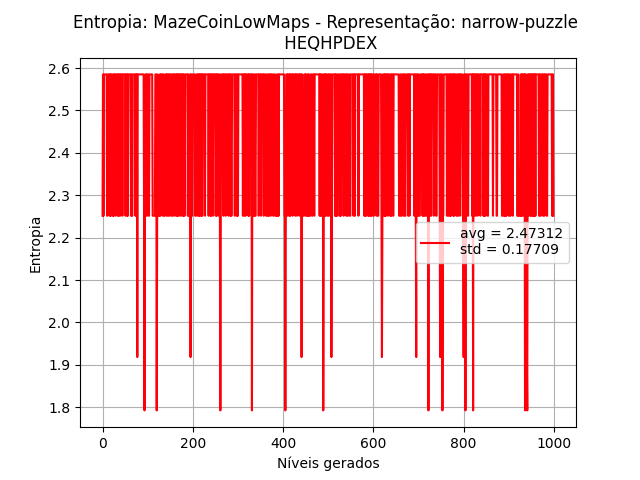 Entropia: MazeCoinLowMaps - Representação: narrow-puzzle
HEQHPDEX
2.6
2.5
2.4
2.3
2.2
2.1
2.0
1.9
1.8
Entropia
avg = 2.47312
std = 0.17709
0 200 400 600 800 1000
Níveis gerados